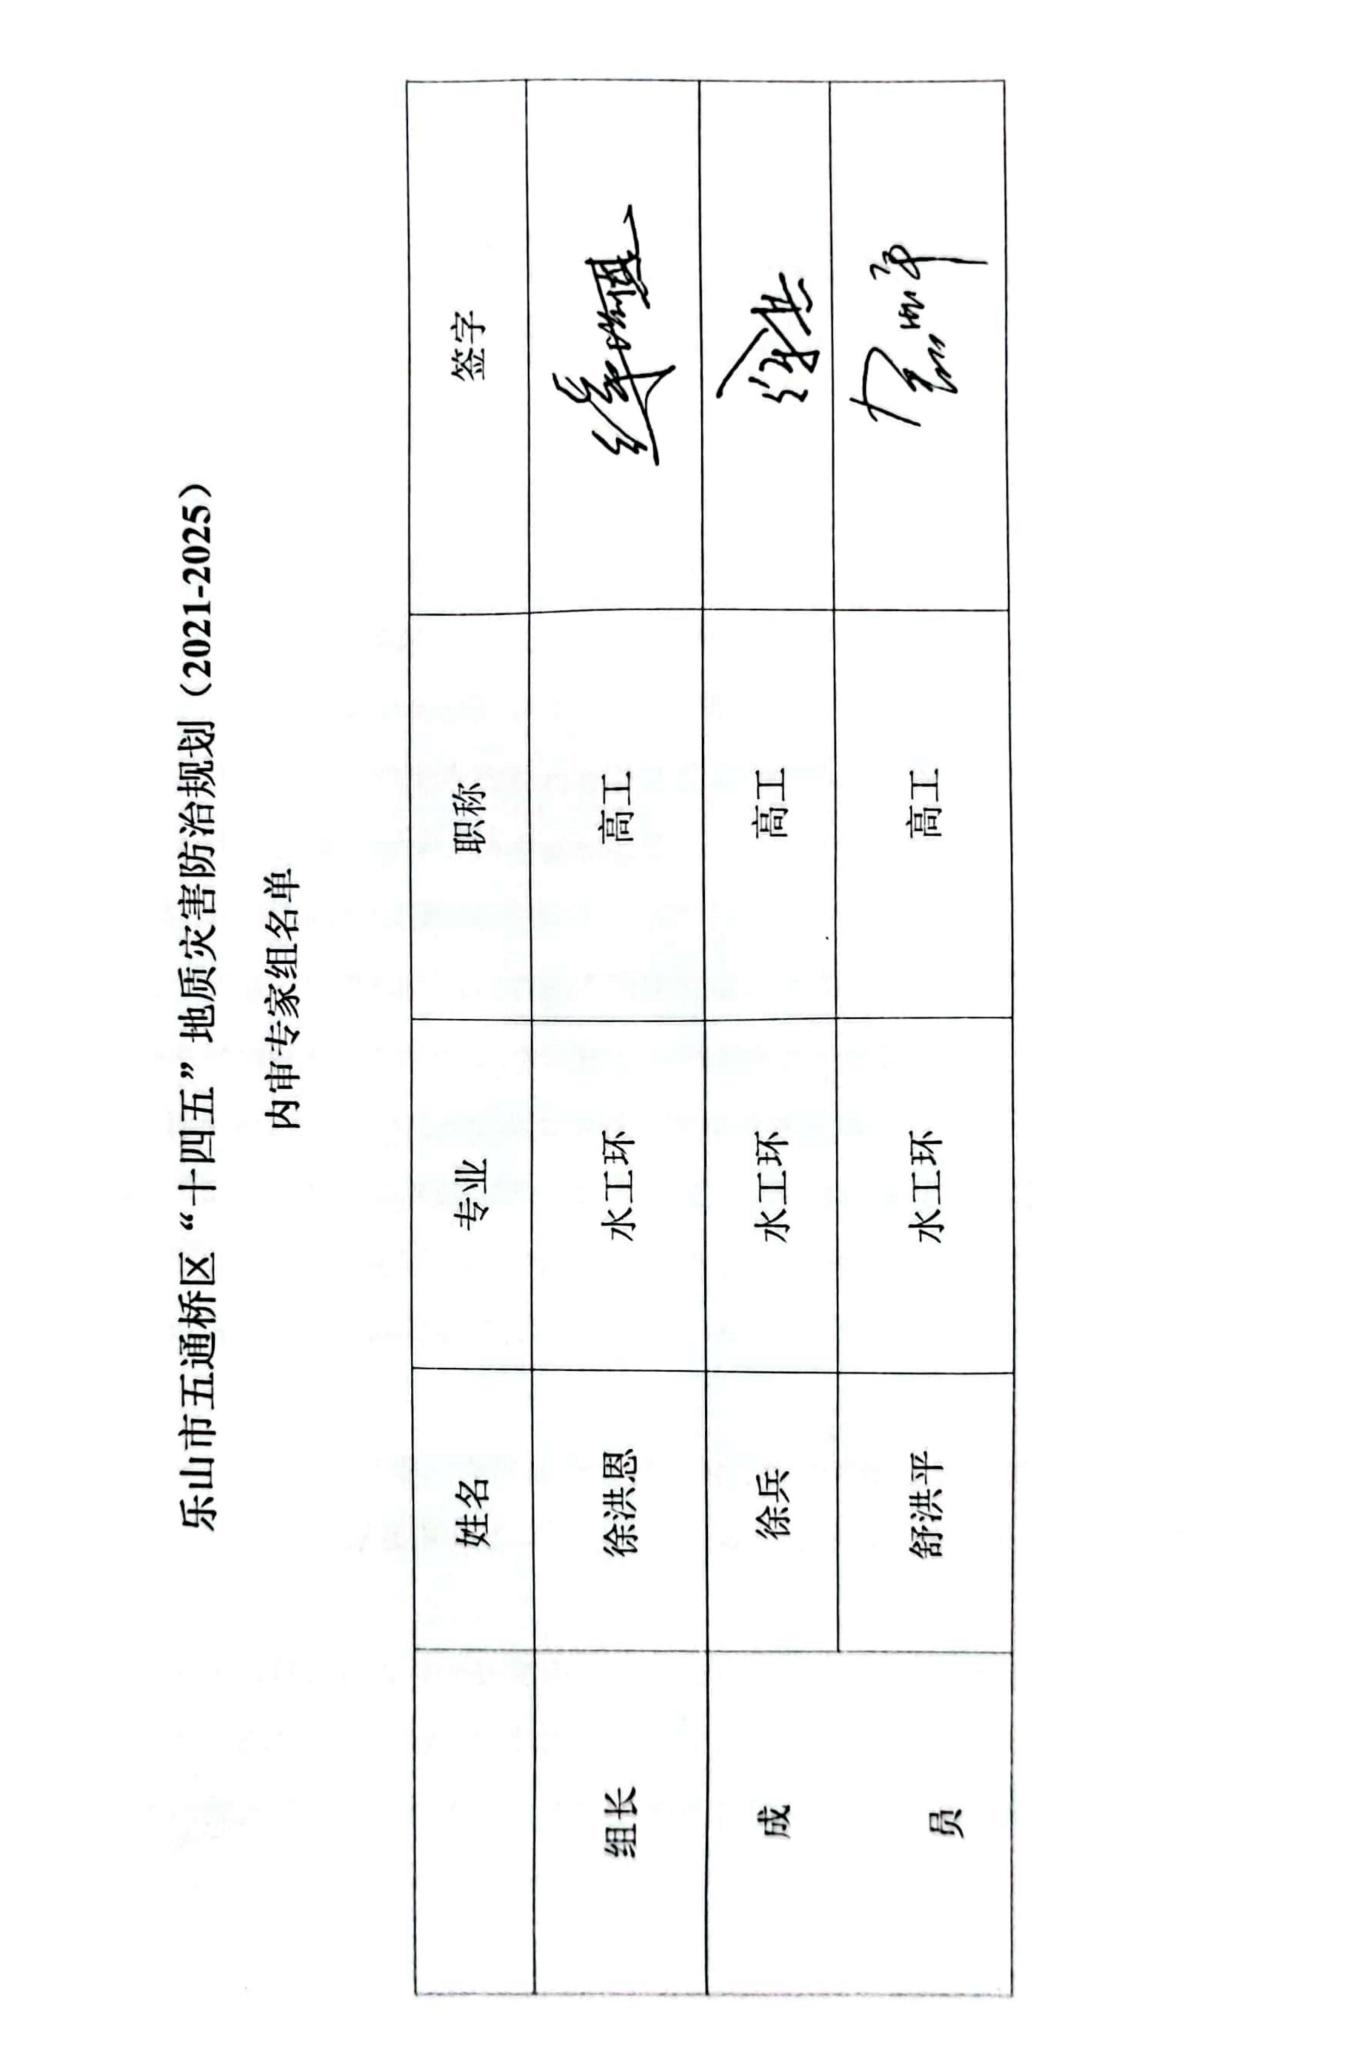 乐山市五通桥区“十四五”地质灾害防治规划（2021-2025）
内审专家组名单
姓名 专业 职称 签字
组长 徐洪恩 水工环 高工
成 徐兵 水工环 高工 徐兵
员 舒洪平 水工环 高工